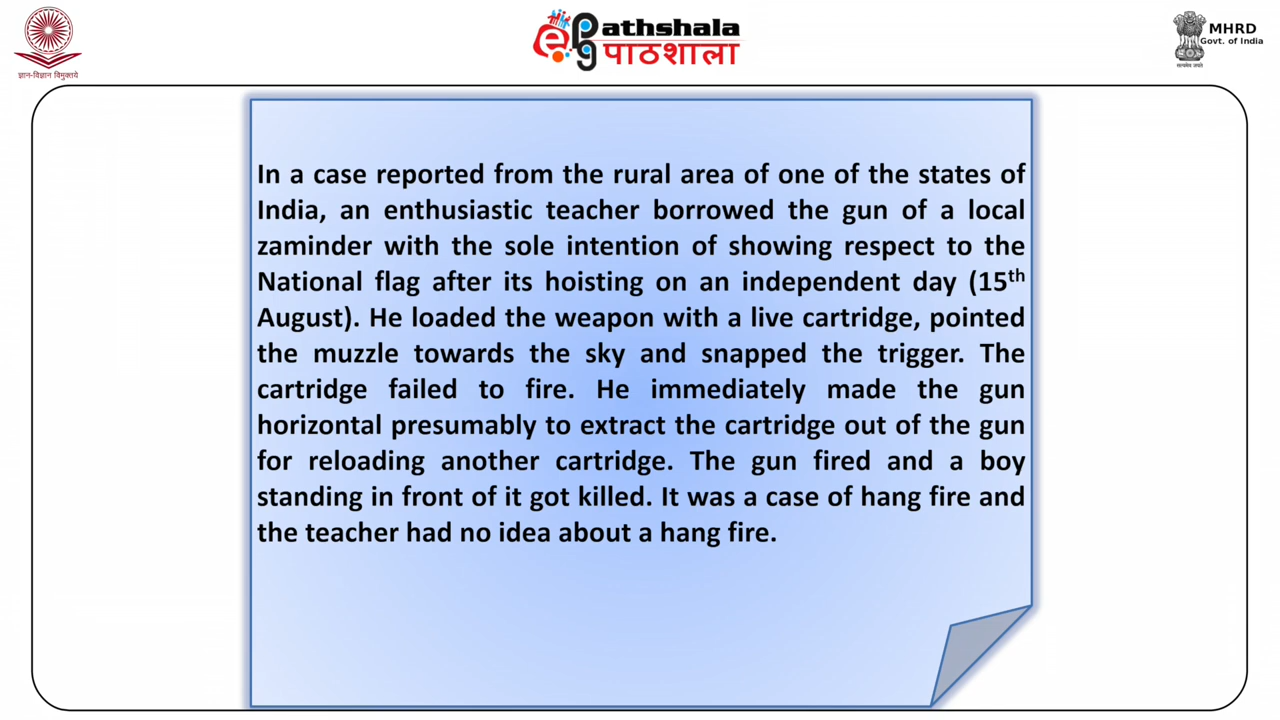 ज्ञान-विज्ञान विमुक्तये
ePG Pathshala
पाठशाला
सत्यमेव जयते
MHRD
Govt. of India
In a case reported from the rural area of one of the states of
India, an enthusiastic teacher borrowed the gun of a local
zaminder with the sole intention of showing respect to the
National flag after its hoisting on an independent day (15th
August). He loaded the weapon with a live cartridge, pointed
the muzzle towards the sky and snapped the trigger. The
cartridge failed to fire. He immediately made the gun
horizontal presumably to extract the cartridge out of the gun
for reloading another cartridge. The gun fired and a boy
standing in front of it got killed. It was a case of hang fire and
the teacher had no idea about a hang fire.